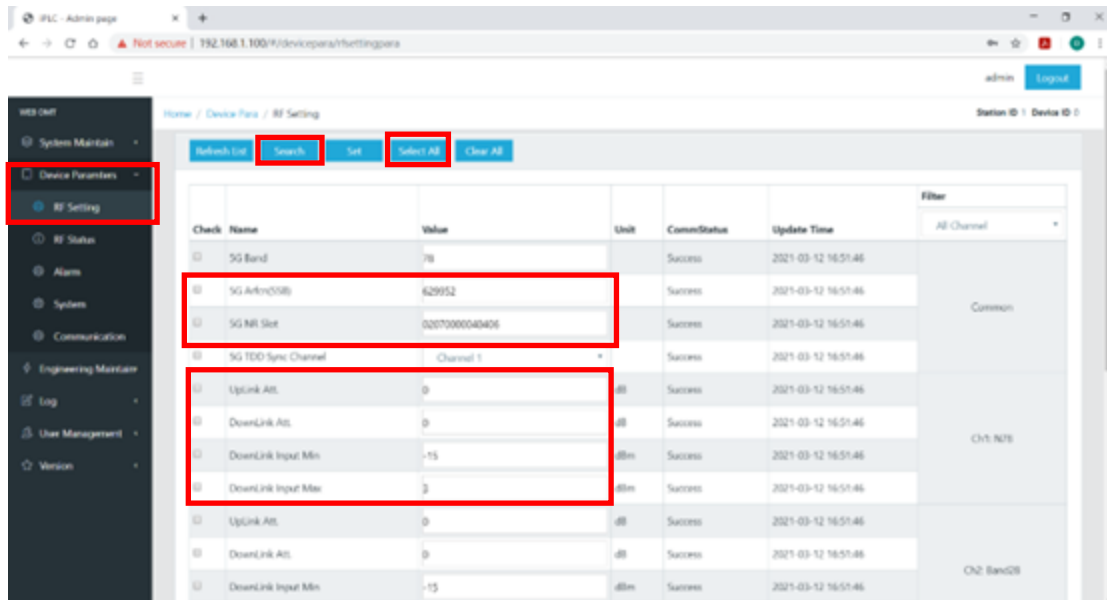 iPLC - Admin page
Not secure | 192.168.1.100/#/devicepara/rfsettingpara
admin Logout
WEB OMT
Home / Device Para / RF Setting
Station ID 1 Device ID 0
System Maintain
Refresh List Search Set Select All Clear All
Device Paramters
RF Setting
RF Status
Alarm
System
Communication
Engineering Maintain
Log
User Management
Version
Filter
Check Name Value Unit CommStatus Update Time All Channel
5G Band 78 Success 2021-03-12 16:51:46
5G Arfcn(SSB) 629952 Success 2021-03-12 16:51:46
Common
5G NR Slot 02070000040406 Success 2021-03-12 16:51:46
5G TDD Sync Channel Channel 1 Success 2021-03-12 16:51:46
UpLink Att. 0 dB Success 2021-03-12 16:51:46
DownLink Att. 0 dB Success 2021-03-12 16:51:46
Ch1: N78
DownLink Input Min -15 dBm Success 2021-03-12 16:51:46
DownLink Input Max 3 dBm Success 2021-03-12 16:51:46
UpLink Att. 0 dB Success 2021-03-12 16:51:46
DownLink Att. 0 dB Success 2021-03-12 16:51:46
Ch2: Band28
DownLink Input Min -15 dBm Success 2021-03-12 16:51:46